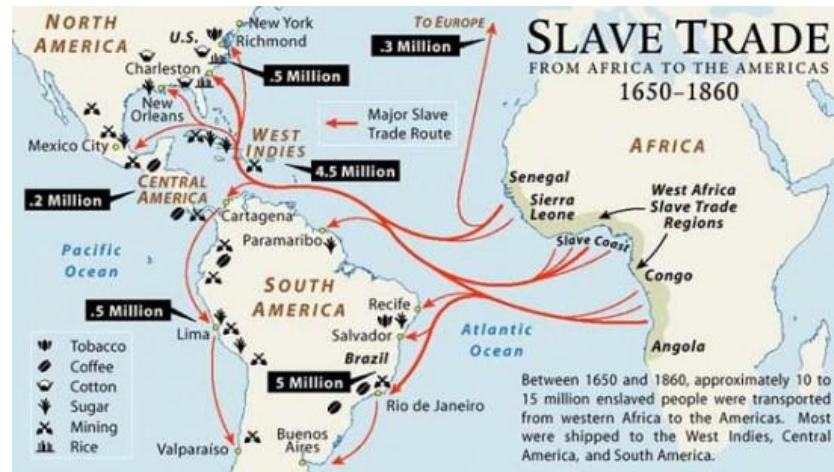 SLAVE TRADE
FROM AFRICA TO THE AMERICAS
1650–1860
NORTH
AMERICA
U.S.
New York
Richmond
Charleston
.5 Million
New
Orleans
TO EUROPE
.3 Million
Major Slave
Trade Route
Mexico City
WEST
INDIES
4.5 Million
CENTRAL
AMERICA
.2 Million
Cartagena
Paramaribo
Pacific
Ocean
SOUTH
AMERICA
.5 Million
Lima
Recife
Salvador
Brazil
5 Million
Rio de Janeiro
Buenos
Aires
Valparaíso
Atlantic
Ocean
AFRICA
Senegal
Sierra
Leone
West Africa
Slave Trade
Regions
Slave Coast
Congo
Angola
Tobacco
Coffee
Cotton
Sugar
Mining
Rice
Between 1650 and 1860, approximately 10 to
15 million enslaved people were transported
from western Africa to the Americas. Most
were shipped to the West Indies, Central
America, and South America.